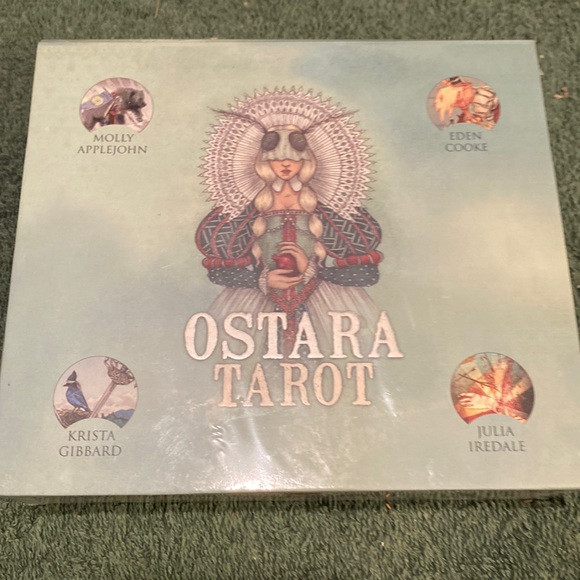 MOLLY
APPLEJOHN
EDEN
COOKE
OSTARA
TAROT
KRISTA
GIBBARD
JULIA
IREDALE